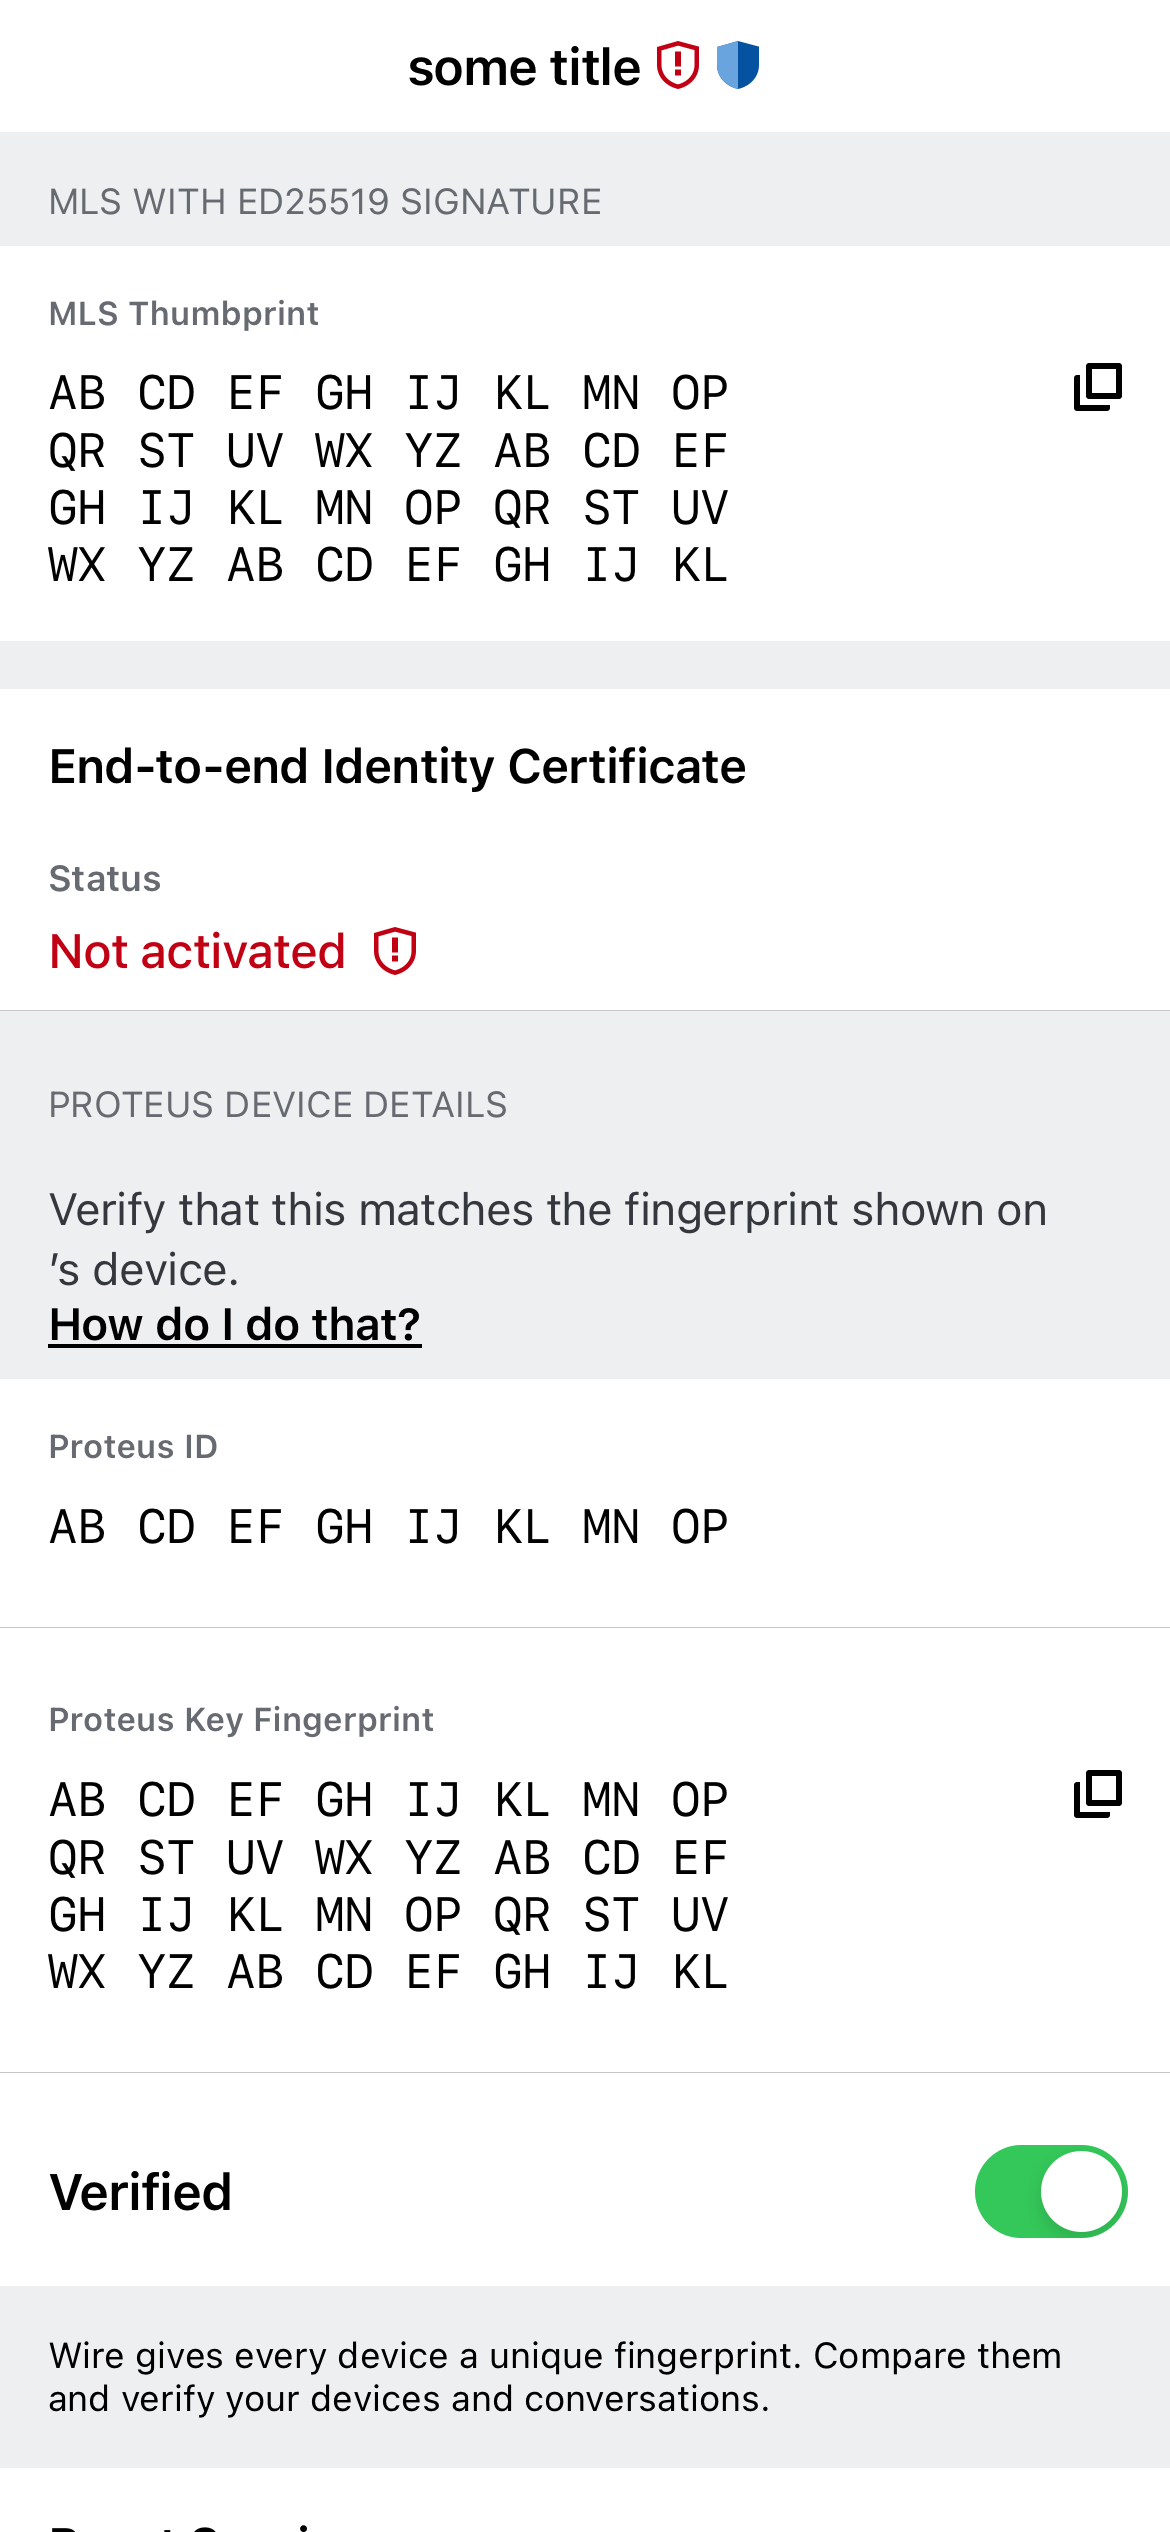 some title
MLS WITH ED25519 SIGNATURE
MLS Thumbprint
AB CD EF GH IJ KL MN OP
QR ST UV WX YZ AB CD EF
GH IJ KL MN OP QR ST UV
WX YZ AB CD EF GH IJ KL
End-to-end Identity Certificate
Status
Not activated
PROTEUS DEVICE DETAILS
Verify that this matches the fingerprint shown on
’s device.
How do I do that?
Proteus ID
AB CD EF GH IJ KL MN OP
Proteus Key Fingerprint
AB CD EF GH IJ KL MN OP
QR ST UV WX YZ AB CD EF
GH IJ KL MN OP QR ST UV
WX YZ AB CD EF GH IJ KL
Verified
Wire gives every device a unique fingerprint. Compare them
and verify your devices and conversations.